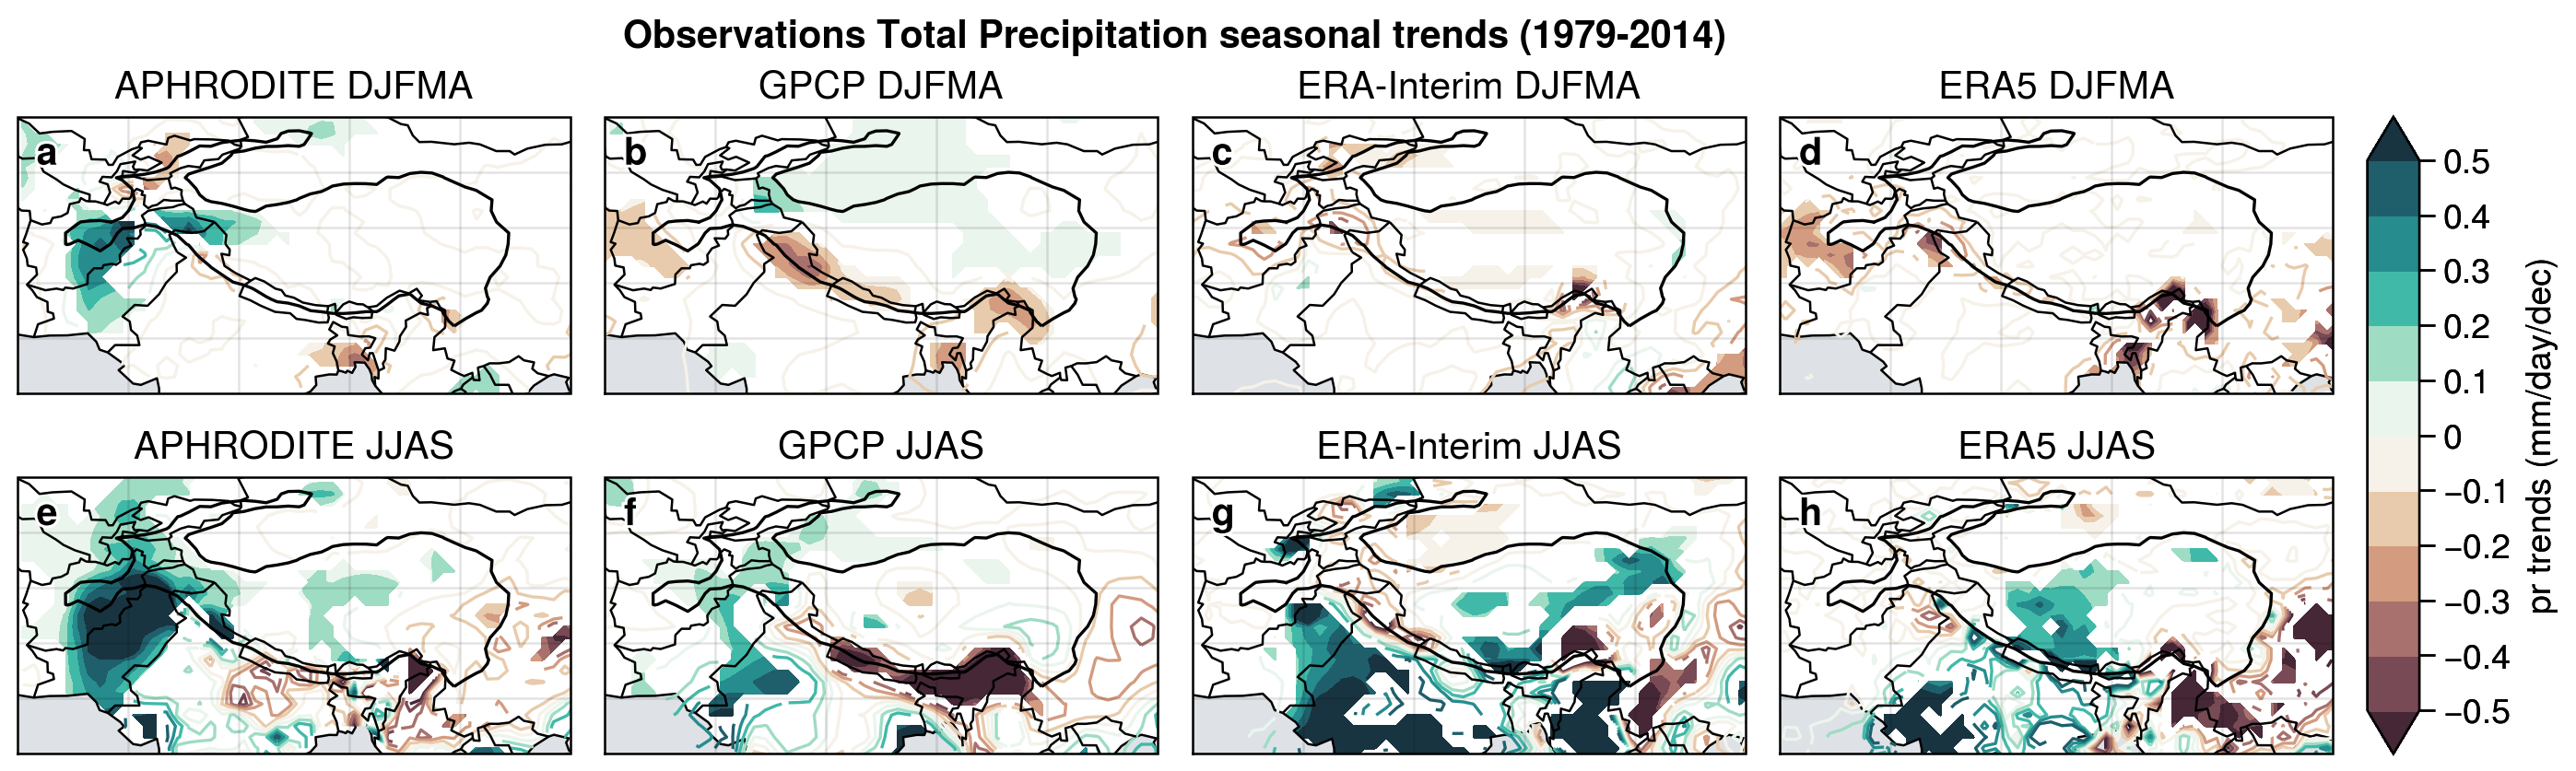 Observations Total Precipitation seasonal trends (1979-2014)
APHRODITE DJFMA
GPCP DJFMA
ERA-Interim DJFMA
ERA5 DJFMA
a
b
c
d
APHRODITE JJAS
GPCP JJAS
ERA-Interim JJAS
ERA5 JJAS
e
f
g
h
0.5
0.4
0.3
0.2
0.1
0
−0.1
−0.2
−0.3
−0.4
−0.5
pr trends (mm/day/dec)